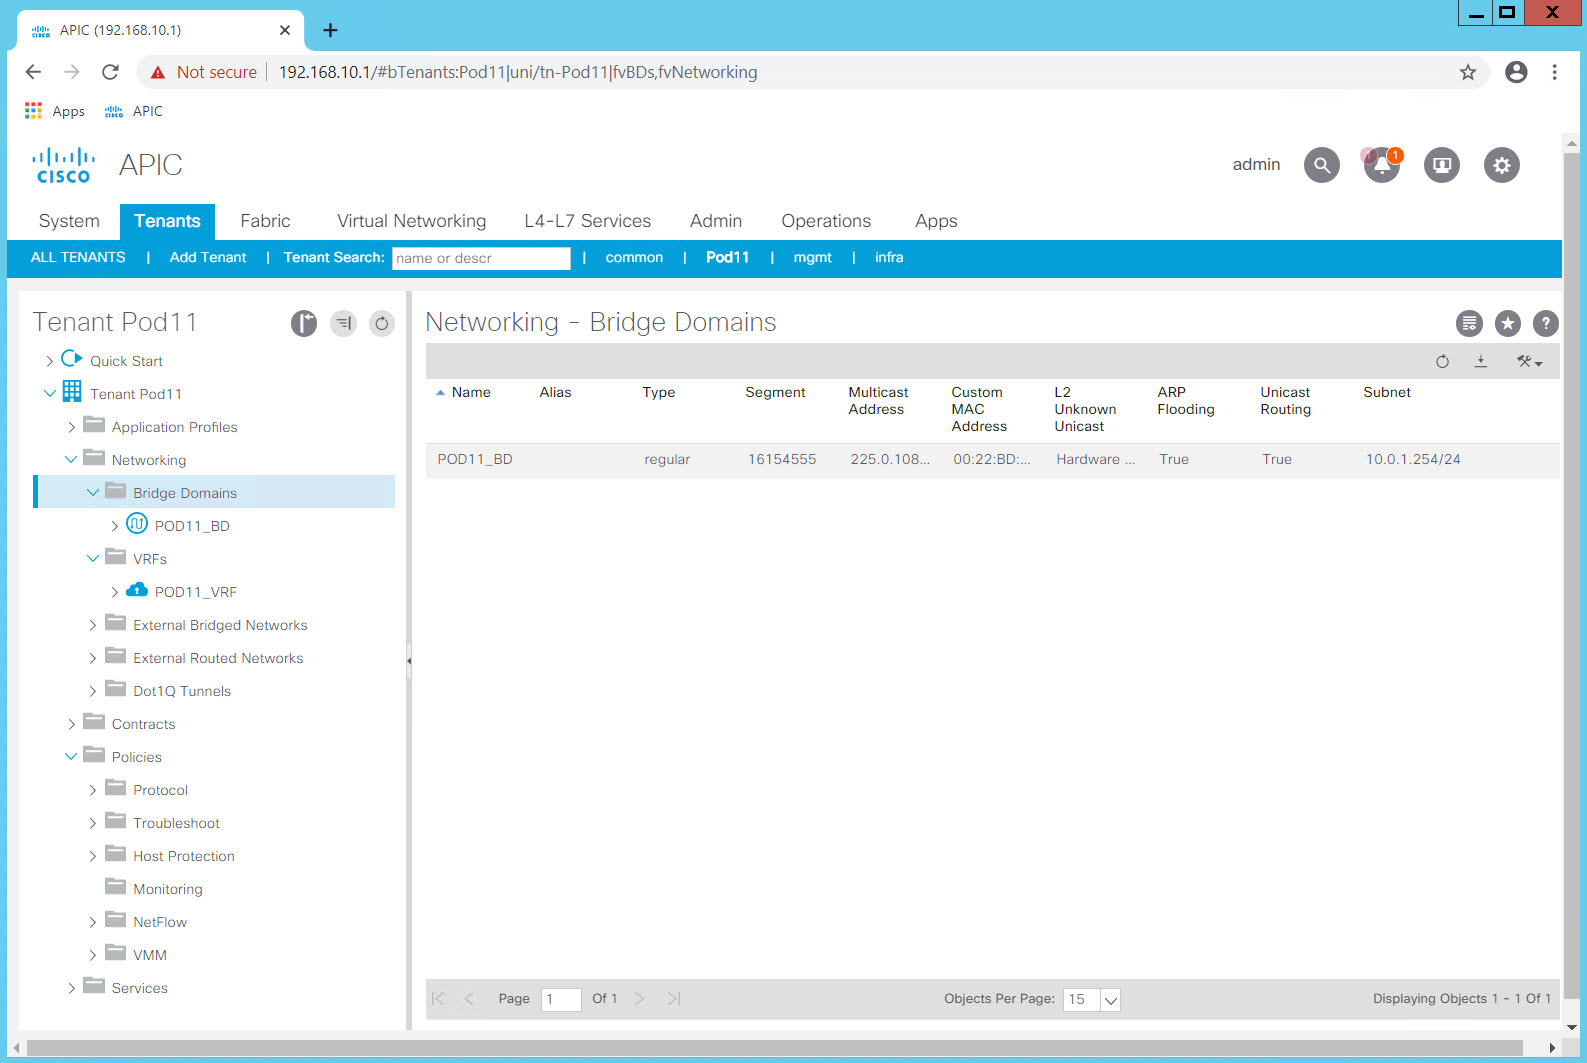 APIC (192.168.10.1)
Not secure 192.168.10.1/#bTenants:Pod11|uni/tn-Pod11|fvBDs,fvNetworking
Apps APIC
CISCO APIC admin 1
System Tenants Fabric Virtual Networking L4-L7 Services Admin Operations Apps
ALL TENANTS | Add Tenant | Tenant Search: name or descr | common | Pod11 | mgmt | infra
Tenant Pod11
Quick Start
Tenant Pod11
Application Profiles
Networking
Bridge Domains
POD11_BD
VRFs
POD11_VRF
External Bridged Networks
External Routed Networks
Dot1Q Tunnels
Contracts
Policies
Protocol
Troubleshoot
Host Protection
Monitoring
NetFlow
VMM
Services
Networking - Bridge Domains
Name Alias Type Segment Multicast Address Custom MAC Address L2 Unknown Unicast ARP Flooding Unicast Routing Subnet
POD11_BD regular 16154555 225.0.108... 00:22:BD:... Hardware ... True True 10.0.1.254/24
Page 1 Of 1 Objects Per Page: 15 Displaying Objects 1 - 1 Of 1